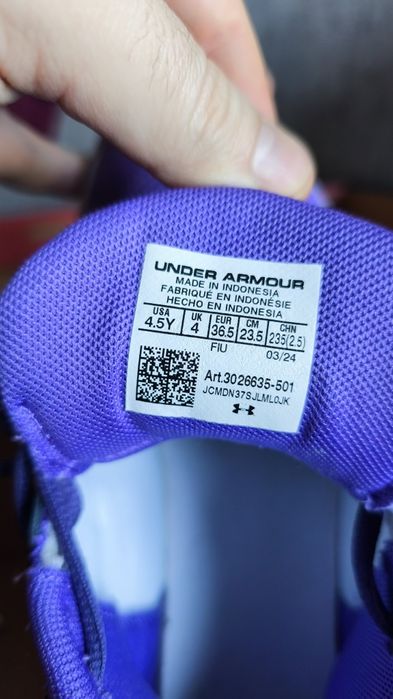 UNDER ARMOUR
MADE IN INDONESIA
FABRIQUÉ EN INDONÉSIE
HECHO EN INDONESIA
USA UK EUR CM CHN
4.5Y 4 36.5 23.5 235(2.5)
FIU 03/24
Art.3026635-501
JCMDN37SJLML0JK